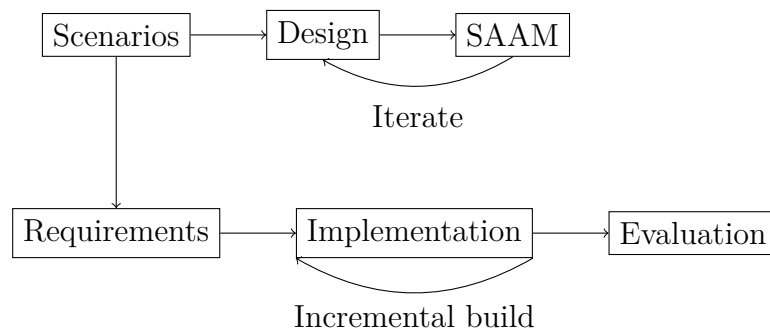 Scenarios
Design
SAAM
Iterate
Requirements
Implementation
Evaluation
Incremental build